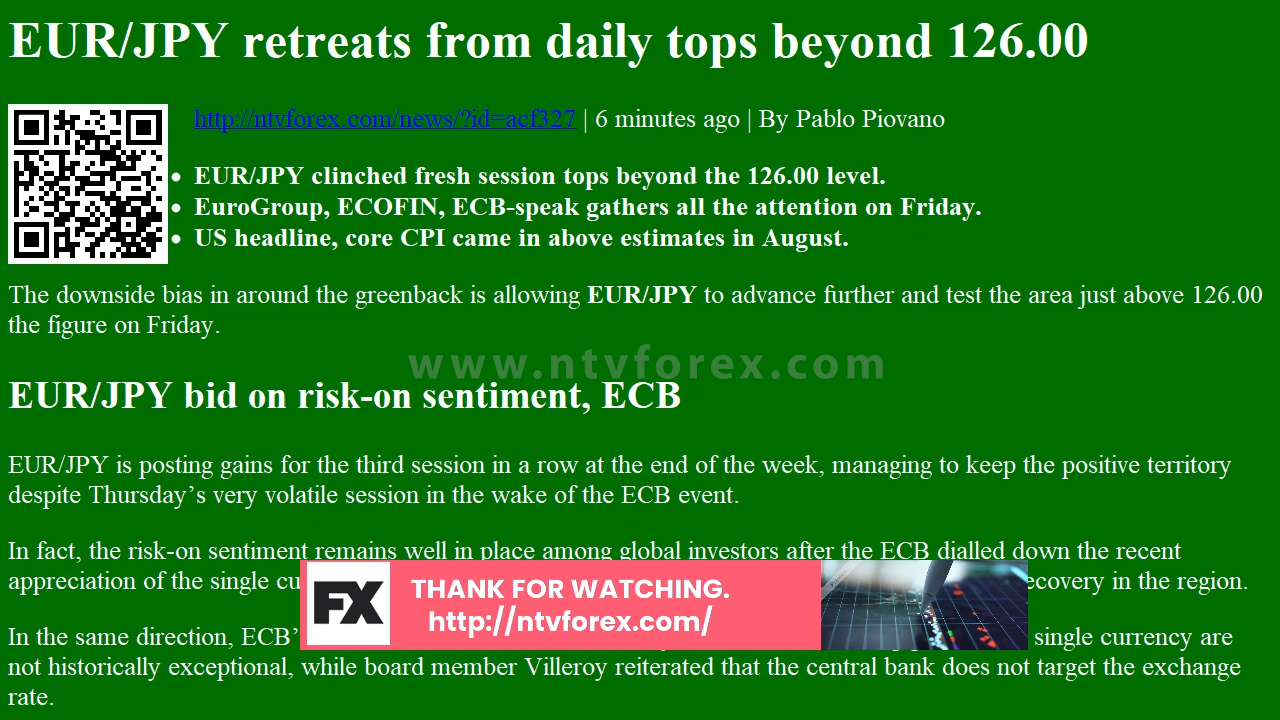 EUR/JPY retreats from daily tops beyond 126.00
http://ntvforex.com/news/?id=acf327 | 6 minutes ago | By Pablo Piovano
• EUR/JPY clinched fresh session tops beyond the 126.00 level.
• EuroGroup, ECOFIN, ECB-speak gathers all the attention on Friday.
• US headline, core CPI came in above estimates in August.
The downside bias in around the greenback is allowing EUR/JPY to advance further and test the area just above 126.00
the figure on Friday.
www.ntvforex.com
EUR/JPY bid on risk-on sentiment, ECB
EUR/JPY is posting gains for the third session in a row at the end of the week, managing to keep the positive territory
despite Thursday’s very volatile session in the wake of the ECB event.
In fact, the risk-on sentiment remains well in place among global investors after the ECB dialled down the recent
appreciation of the single ecovery in the region.
FX
THANK FOR WATCHING.
http://ntvforex.com/
In the same direction, ECB’ single currency are
not historically exceptional, while board member Villeroy reiterated that the central bank does not target the exchange
rate.